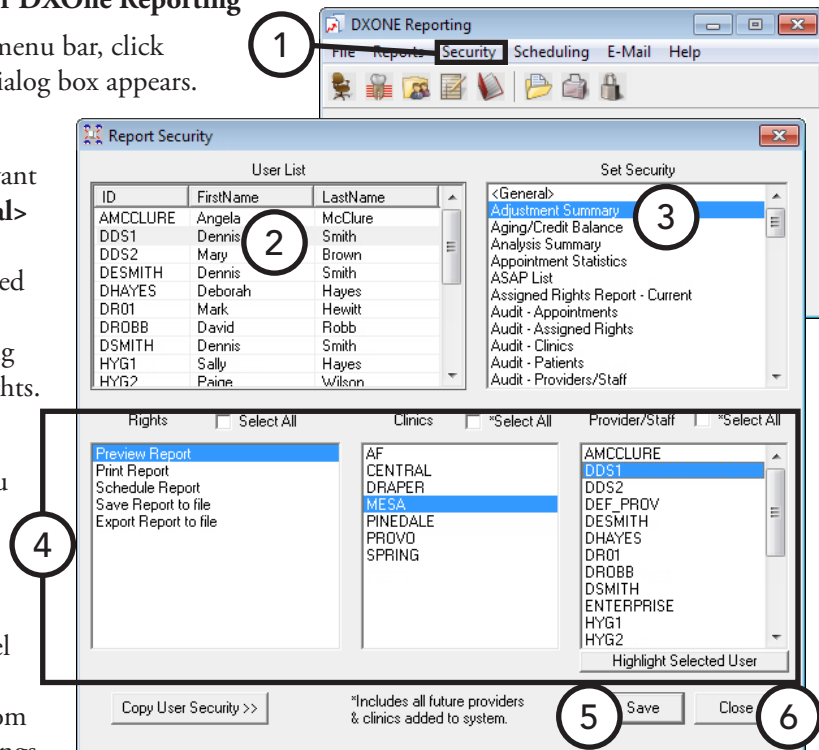 r DXOne Reporting
menu bar, click
ialog box appears.
ant
al>
ed
g
hts.
u
el
om
ngs
1
DXONE Reporting
File Reports Security Scheduling E-Mail Help
Report Security
User List
ID FirstName LastName
AMCCLURE Angela McClure
DDS1 Dennis Smith
DDS2 Mary Brown
DESMITH Dennis Smith
DHAYES Deborah Hayes
DR01 Mark Hewitt
DROBB David Robb
DSMITH Dennis Smith
HYG1 Sally Hayes
HYG2 Paige Wilson
2
Set Security
<General>
Adjustment Summary
Aging/Credit Balance
Analysis Summary
Appointment Statistics
ASAP List
Assigned Rights Report - Current
Audit - Appointments
Audit - Assigned Rights
Audit - Clinics
Audit - Patients
Audit - Providers/Staff
3
4
Rights Select All
Preview Report
Print Report
Schedule Report
Save Report to file
Export Report to file
Clinics *Select All
AF
CENTRAL
DRAPER
MESA
PINEDALE
PROVO
SPRING
Provider/Staff *Select All
AMCCLURE
DDS1
DDS2
DEF_PROV
DESMITH
DHAYES
DR01
DROBB
DSMITH
ENTERPRISE
HYG1
HYG2
Highlight Selected User
Copy User Security >>
*Includes all future providers
& clinics added to system.
5
Save
Close
6